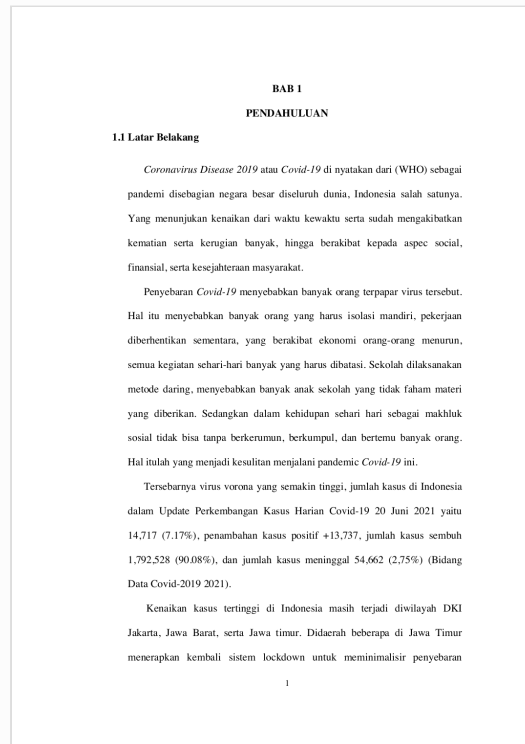 BAB 1
PENDAHULUAN
1.1 Latar Belakang
Coronavirus Disease 2019 atau Covid-19 di nyatakan dari (WHO) sebagai
pandemi disebagian negara besar diseluruh dunia, Indonesia salah satunya.
Yang menunjukan kenaikan dari waktu kewaktu serta sudah mengakibatkan
kematian serta kerugian banyak, hingga berakibat kepada aspec social,
finansial, serta kesejahteraan masyarakat.
Penyebaran Covid-19 menyebabkan banyak orang terpapar virus tersebut.
Hal itu menyebabkan banyak orang yang harus isolasi mandiri, pekerjaan
diberhentikan sementara, yang berakibat ekonomi orang-orang menurun,
semua kegiatan sehari-hari banyak yang harus dibatasi. Sekolah dilaksanakan
metode daring, menyebabkan banyak anak sekolah yang tidak faham materi
yang diberikan. Sedangkan dalam kehidupan sehari hari sebagai makhluk
sosial tidak bisa tanpa berkerumun, berkumpul, dan bertemu banyak orang.
Hal itulah yang menjadi kesulitan menjalani pandemic Covid-19 ini.
Tersebarnya virus vorona yang semakin tinggi, jumlah kasus di Indonesia
dalam Update Perkembangan Kasus Harian Covid-19 20 Juni 2021 yaitu
14,717 (7.17%), penambahan kasus positif +13,737, jumlah kasus sembuh
1,792,528 (90.08%), dan jumlah kasus meninggal 54,662 (2,75%) (Bidang
Data Covid-2019 2021).
Kenaikan kasus tertinggi di Indonesia masih terjadi diwilayah DKI
Jakarta, Jawa Barat, serta Jawa timur. Didaerah beberapa di Jawa Timur
menerapkan kembali sistem lockdown untuk meminimalisir penyebaran
1